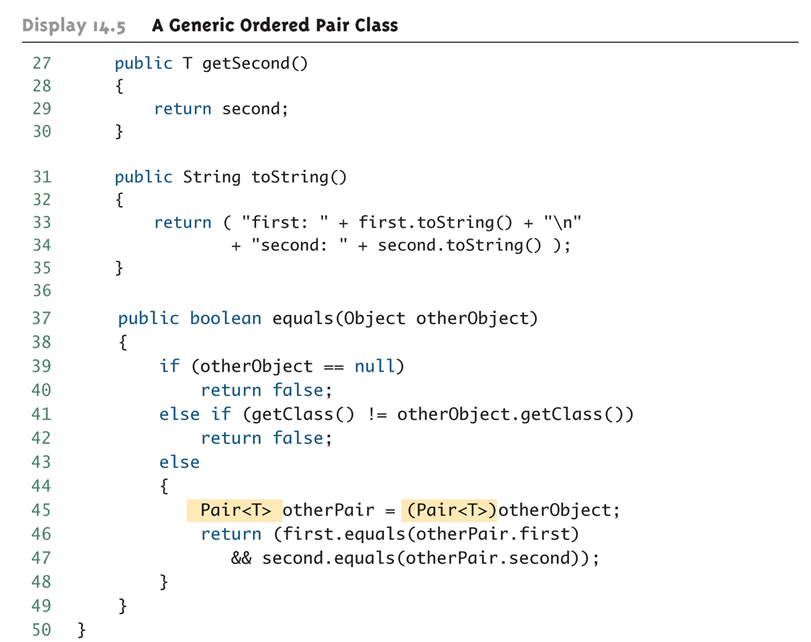 Display 14.5 A Generic Ordered Pair Class
27 public T getSecond()
28 {
29 return second;
30 }
31 public String toString()
32 {
33 return ( "first: " + first.toString() + "\n"
34 + "second: " + second.toString() );
35 }
36
37 public boolean equals(Object otherObject)
38 {
39 if (otherObject == null)
40 return false;
41 else if (getClass() != otherObject.getClass())
42 return false;
43 else
44 {
45 Pair<T> otherPair = (Pair<T>)otherObject;
46 return (first.equals(otherPair.first)
47 && second.equals(otherPair.second));
48 }
49 }
50 }